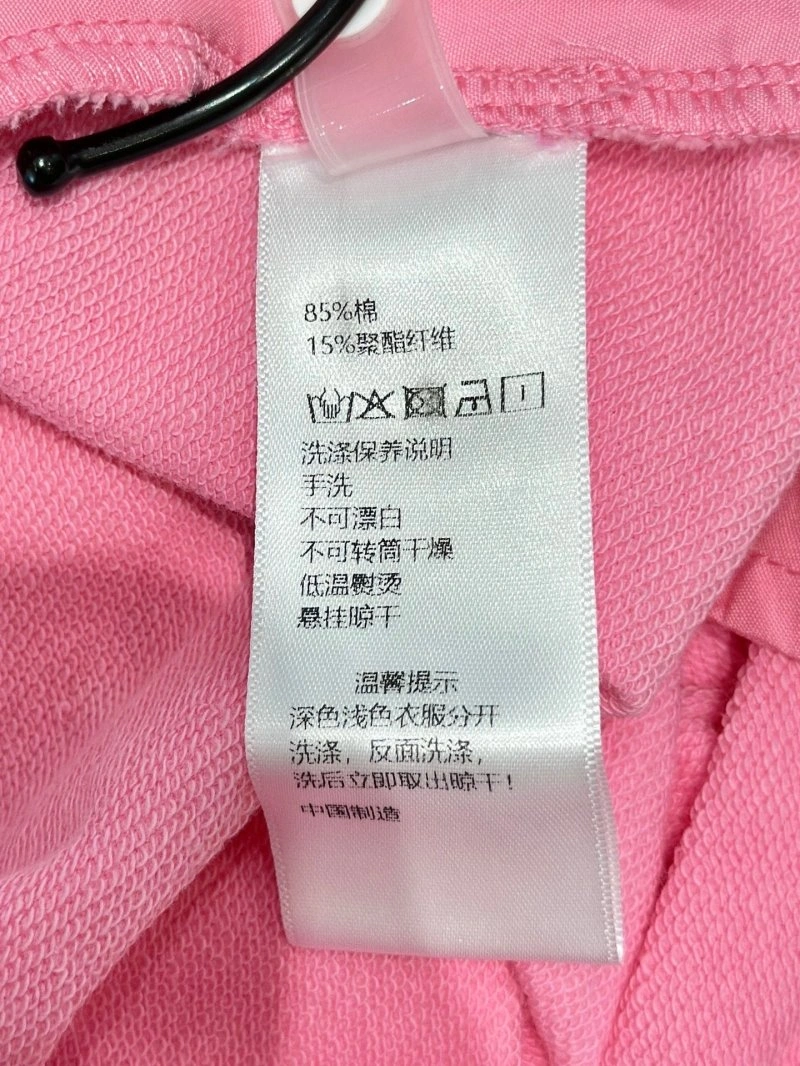 85%棉
15%聚酯纤维
洗涤保养说明
手洗
不可漂白
不可转筒干燥
低温熨烫
悬挂晾干
温馨提示
深色浅色衣服分开
洗涤，反面洗涤，
洗后立即取出晾干！
中国制造